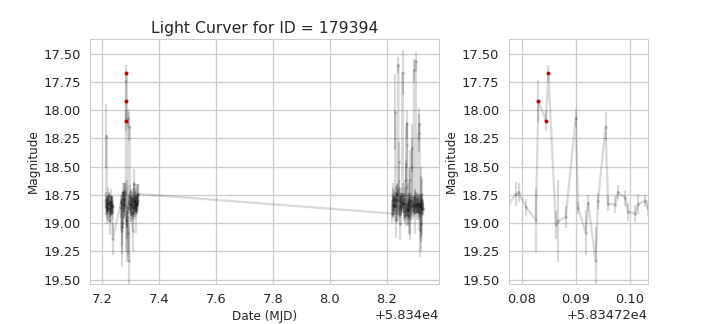 Light Curver for ID = 179394
17.50
17.75
18.00
18.25
18.50
18.75
19.00
19.25
19.50
Magnitude
7.2 7.4 7.6 7.8 8.0 8.2
Date (MJD) +5.834e4
17.50
17.75
18.00
18.25
18.50
18.75
19.00
19.25
19.50
Magnitude
0.08 0.09 0.10
+5.83472e4